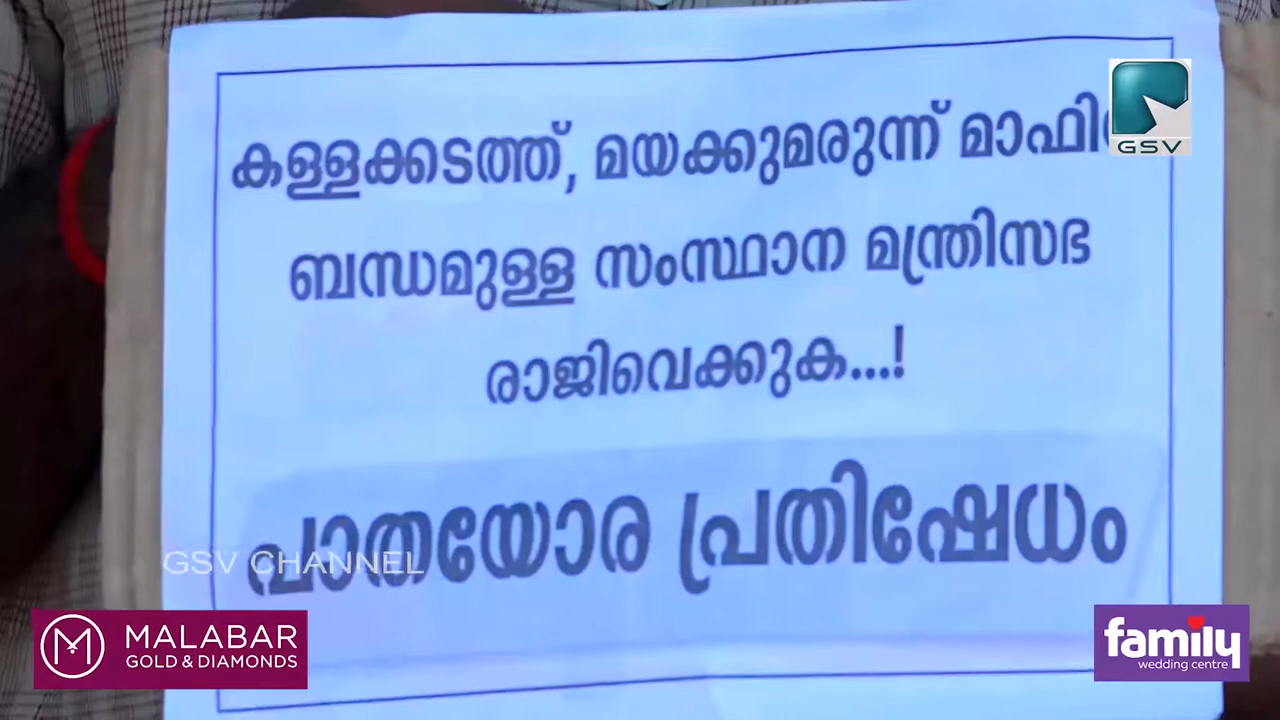 കള്ളക്കടത്ത്, മയക്കുമരുന്ന് മാഫി
GSV
ബന്ധമുള്ള സംസ്ഥാന മന്ത്രിസഭ
രാജിവെക്കുക...!
പാതയോര പ്രതിഷേധം
GSV CHANNEL
MALABAR
GOLD & DIAMONDS
family
wedding centre